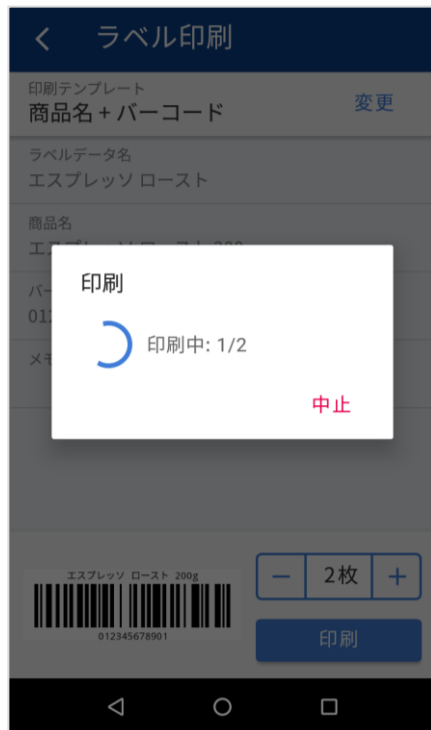 ラベル印刷
印刷テンプレート
商品名 + バーコード
変更
ラベルデータ名
エスプレッソ ロースト
商品名
印刷
印刷中: 1/2
中止
エスプレッソ ロースト 200g
012345678901
2枚
印刷